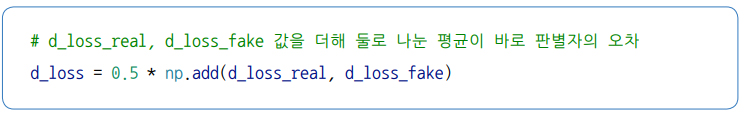 # d_loss_real, d_loss_fake 값을 더해 둘로 나눈 평균이 바로 판별자의 오차
d_loss = 0.5 * np.add(d_loss_real, d_loss_fake)